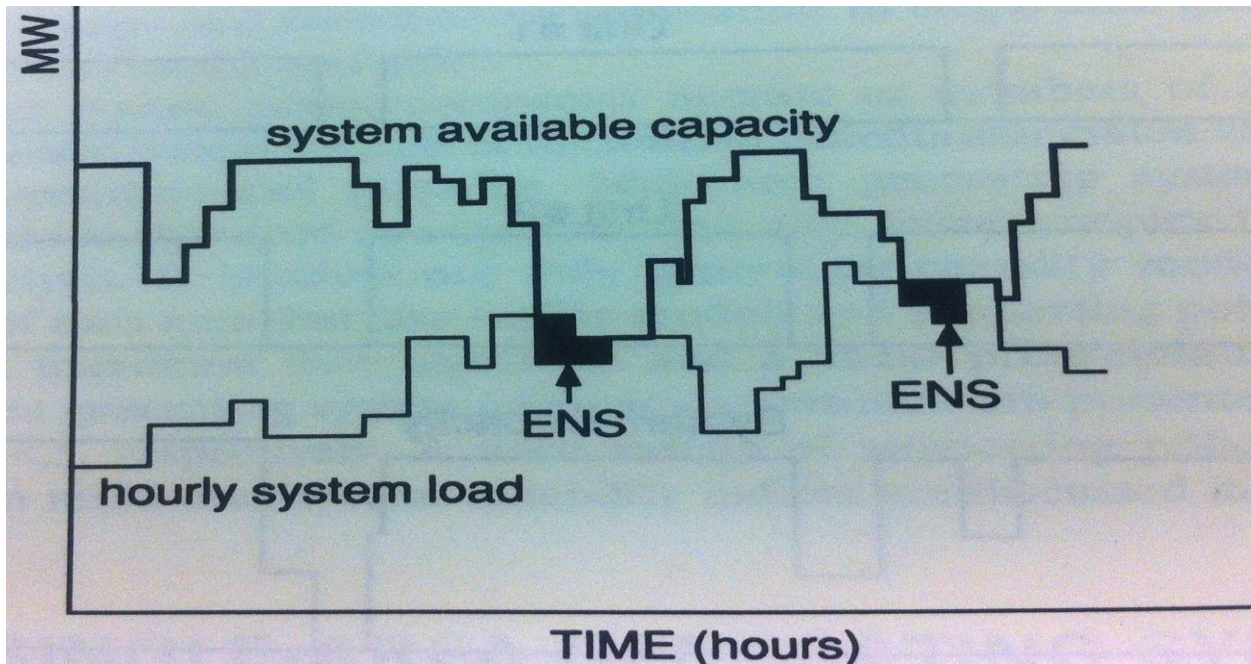 MW
system available capacity
ENS
ENS
hourly system load
TIME (hours)